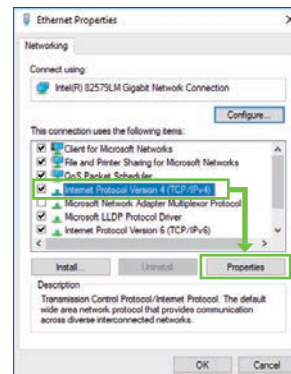 Ethernet Properties
Networking
Connect using:
Intel(R) 82579LM Gigabit Network Connection
Configure...
This connection uses the following items:
Client for Microsoft Networks
File and Printer Sharing for Microsoft Networks
QoS Packet Scheduler
Internet Protocol Version 4 (TCP/IPv4)
Microsoft Network Adapter Multiplexor Protocol
Microsoft LLDP Protocol Driver
Internet Protocol Version 6 (TCP/IPv6)
Install...
Uninstall
Properties
Description
Transmission Control Protocol/Internet Protocol. The default
wide area network protocol that provides communication
across diverse interconnected networks.
OK
Cancel